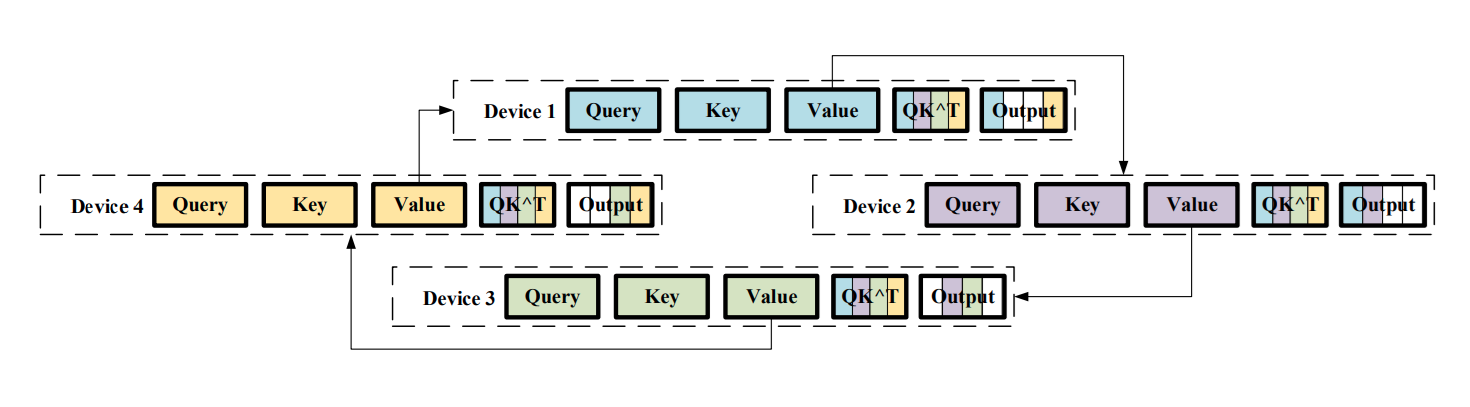 Device 1 Query Key Value QK^T Output
Device 4 Query Key Value QK^T Output
Device 2 Query Key Value QK^T Output
Device 3 Query Key Value QK^T Output